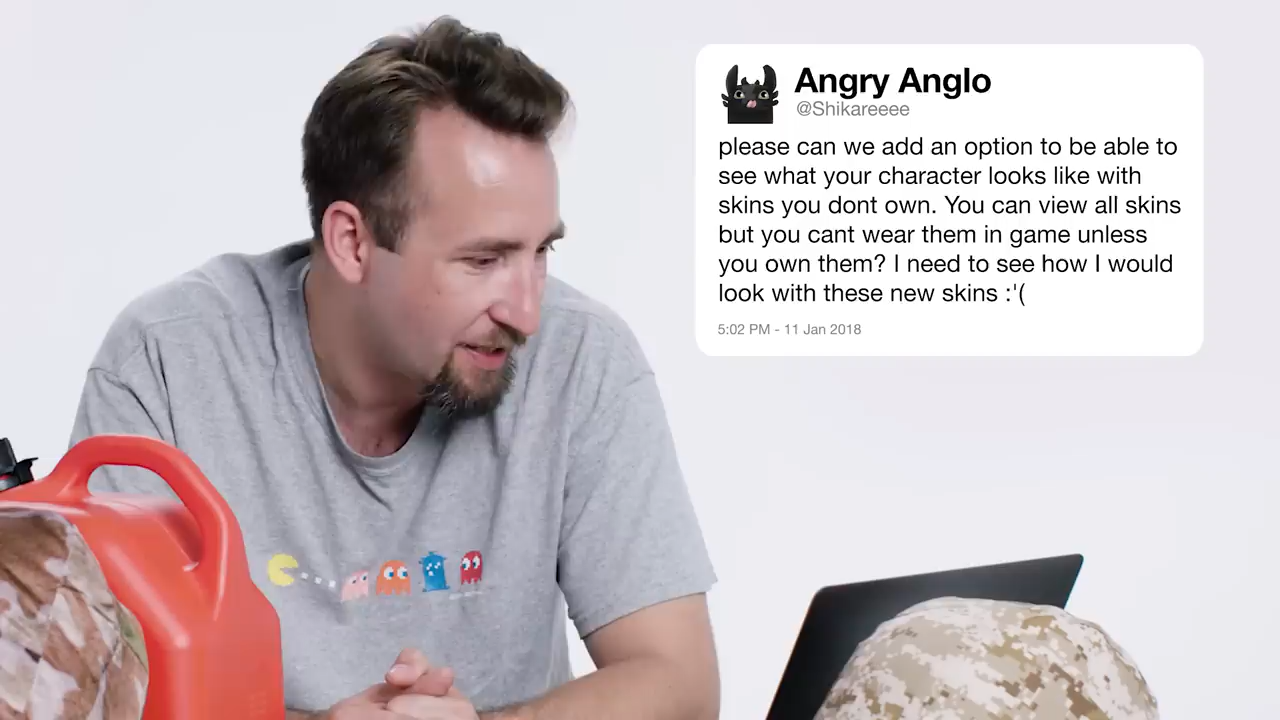 Angry Anglo
@Shikareeee
please can we add an option to be able to
see what your character looks like with
skins you dont own. You can view all skins
but you cant wear them in game unless
you own them? I need to see how I would
look with these new skins :'(
5:02 PM - 11 Jan 2018